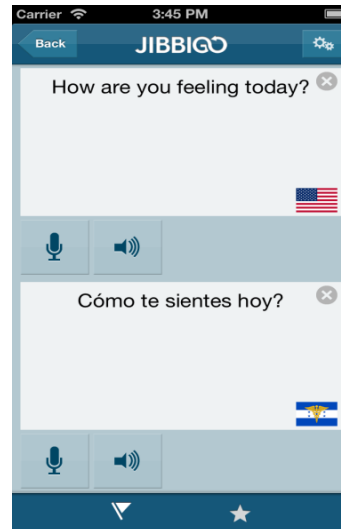 Carrier 3:45 PM
Back JIBBIGO
How are you feeling today?
Cómo te sientes hoy?